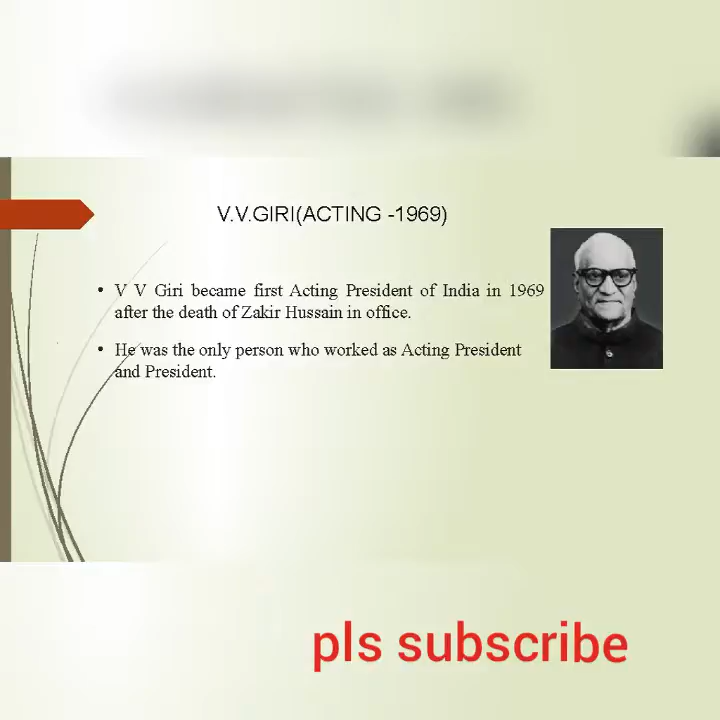 V.V.GIRI(ACTING -1969)
• V V Giri became first Acting President of India in 1969
after the death of Zakir Hussain in office.
• He was the only person who worked as Acting President
and President.
pls subscribe